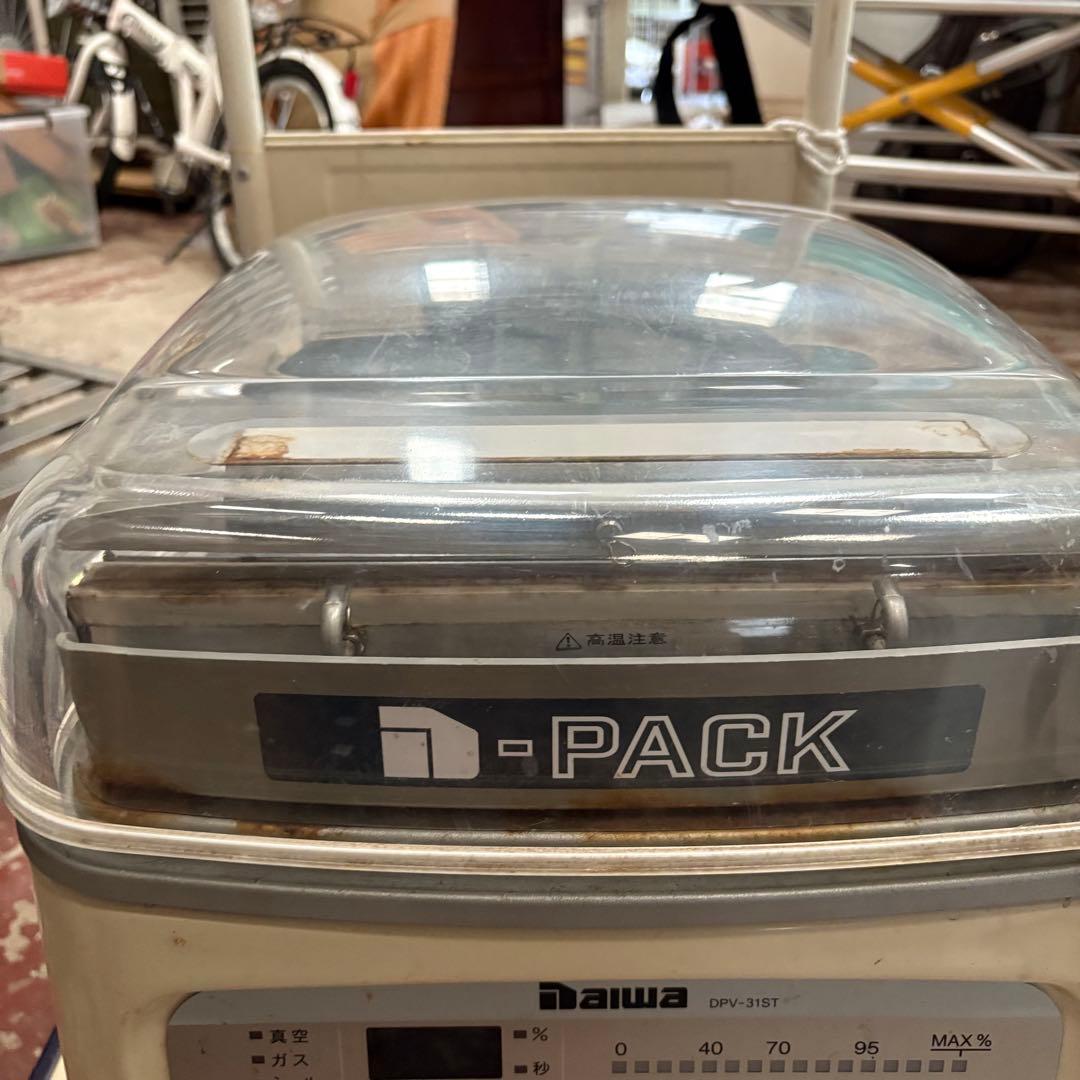 ⚠高温注意
D-PACK
Daiwa DPV-31ST
真空
ガス
%
秒
0 40 70 95 MAX %